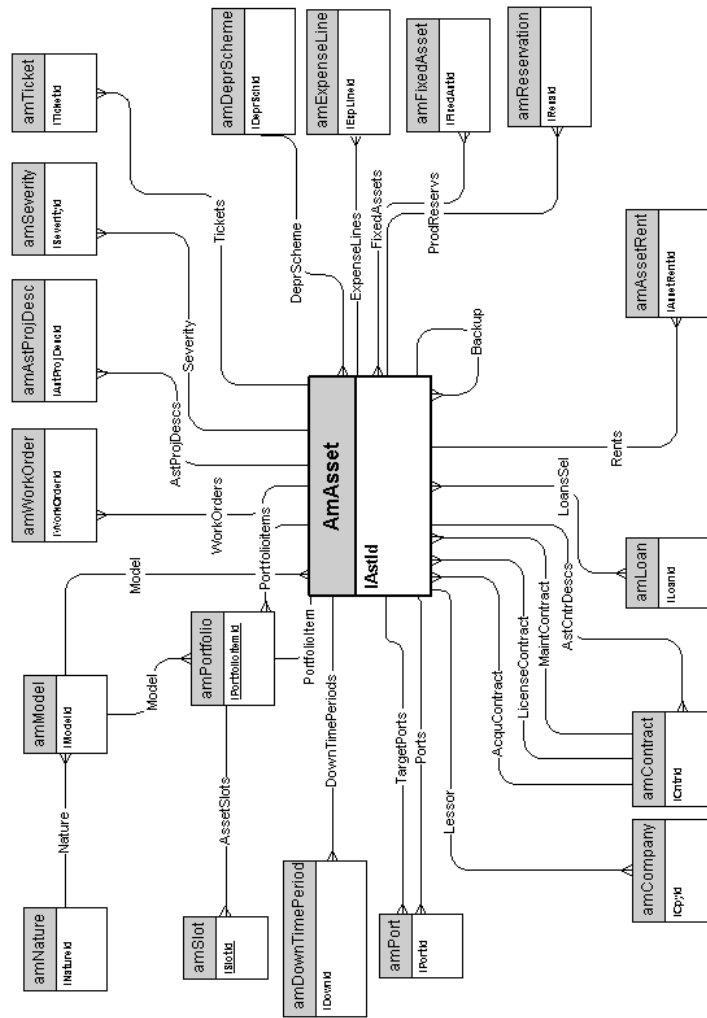 amNature
lNatureId
Nature
amModel
lModelId
amWorkOrder
lWorkOrderId
amAstProjDesc
lAstProjDescId
amSeverity
lSeverityId
amTicket
lTicketId
Model
Model
WorkOrders
AstProjDescs
Severity
Tickets
amSlot
lSlotId
AssetSlots
amPortfolio
lPortfolioItemId
PortfolioItems
PortfolioItem
amDeprScheme
lDeprSchId
DeprScheme
amDownTimePeriod
lDownId
DownTimePeriods
AmAsset
lAstId
ExpenseLines
amExpenseLine
lExpLineId
amPort
lPortId
TargetPorts
Ports
FixedAssets
amFixedAsset
lFixedAstId
ProdReservs
amReservation
lResId
Lessor
AcquContract
LicenseContract
MaintContract
AstCntrDescs
LoansSel
Backup
Rents
amCompany
lCpyId
amContract
lCntrId
amLoan
lLoanId
amAssetRent
lAssetRentId